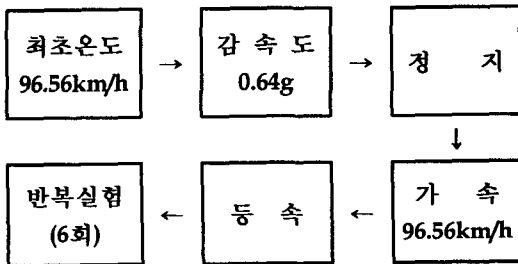 최초온도
96.56km/h
→
감 속 도
0.64g
→
정 지
↓
가 속
96.56km/h
←
등 속
←
반복실험
(6회)